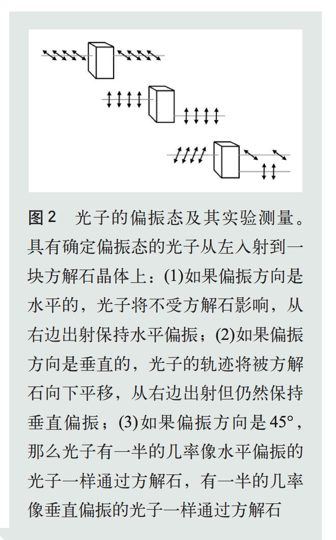 图2 光子的偏振态及其实验测量。
具有确定偏振态的光子从左入射到一
块方解石晶体上：(1)如果偏振方向是
水平的，光子将不受方解石影响，从
右边出射保持水平偏振；(2)如果偏振
方向是垂直的，光子的轨迹将被方解
石向下平移，从右边出射但仍然保持
垂直偏振；(3)如果偏振方向是45°，
那么光子有一半的几率像水平偏振的
光子一样通过方解石，有一半的几率
像垂直偏振的光子一样通过方解石